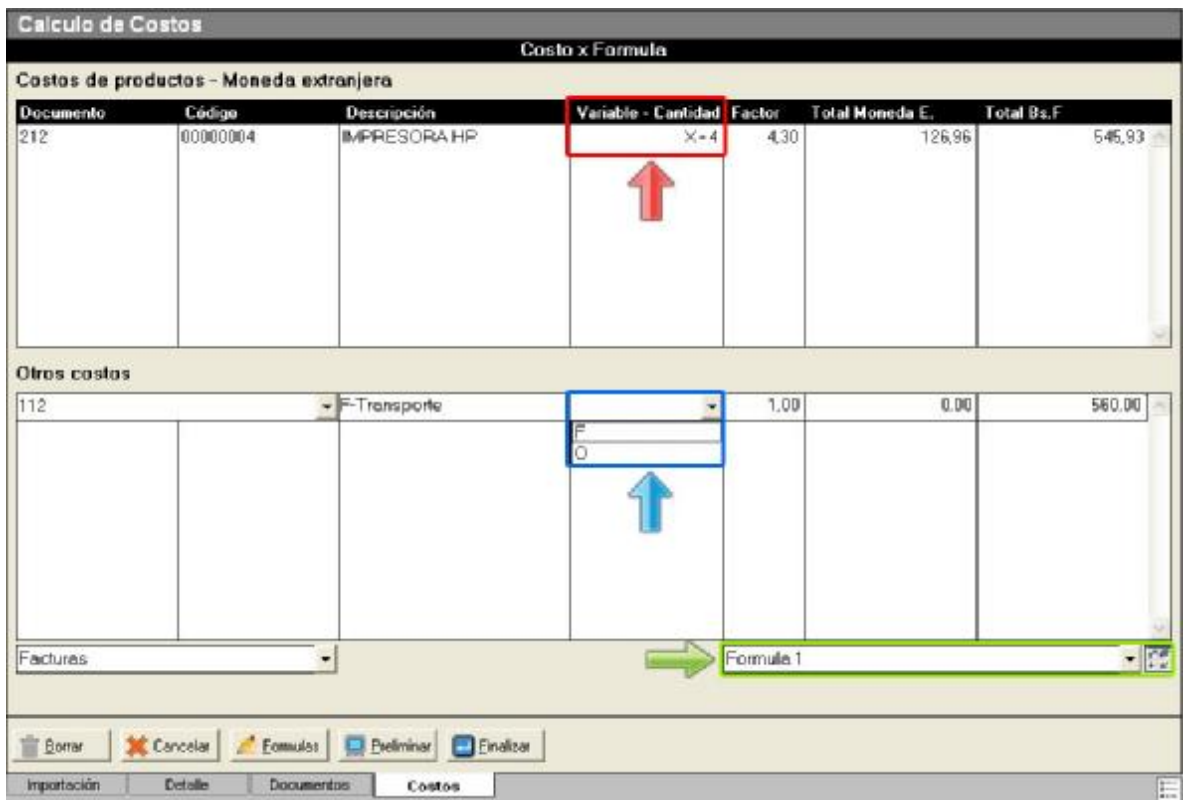 Calculo de Costos
Costo x Formula
Costos de productos - Moneda extranjera
Documento Código Descripción Variable - Cantidad Factor Total Moneda E. Total Bs.F
212 00000004 IMPRESORA HP X=4 4,30 126,96 545,93
Otros costos
112 F-Transporte 1,00 0,00 560,00
F
O
Facturas Formula 1
Borrar Cancelar Formulas Preliminar Finalizar
Importación Detalle Documentos Costos